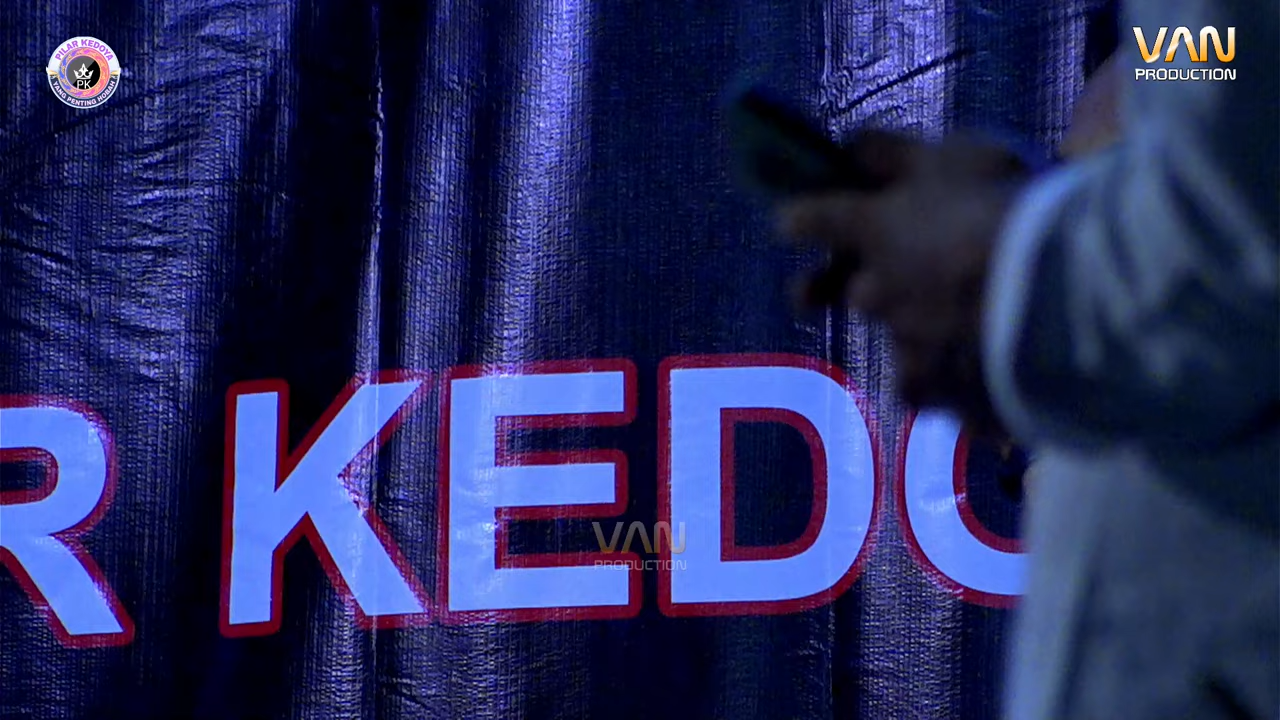 PILAR KEDOYA
PK
YANG PENTING HOBAH
VAN
PRODUCTION
R KEDO
VAN
PRODUCTION